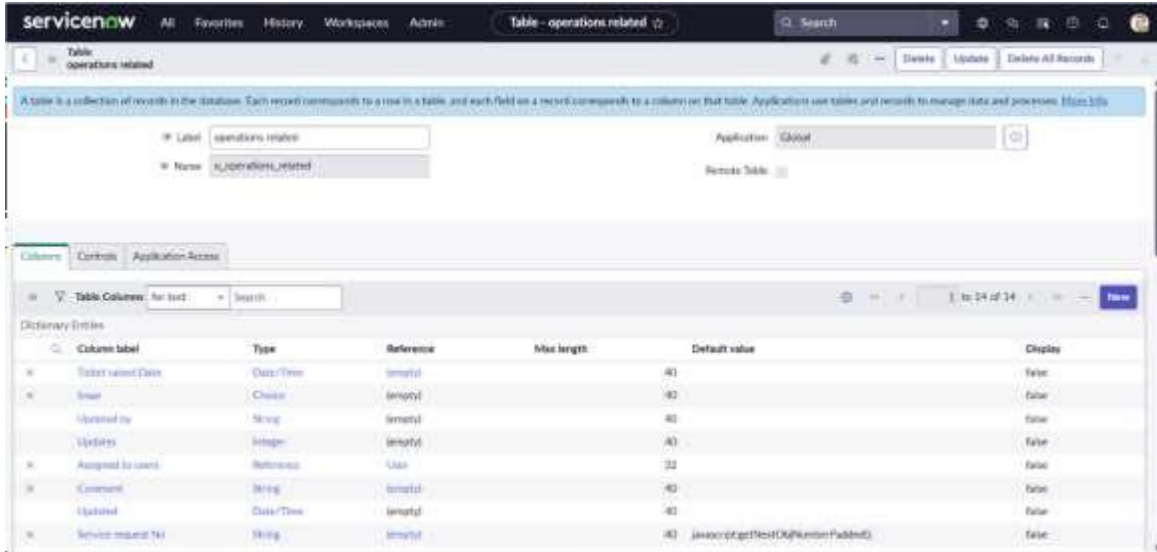 servicenow All Favorites History Workspaces Admin Table - operations related Search
Table
operations related
Delete Update Delete All Records
A table is a collection of records in the database. Each record corresponds to a row in a table, and each field on a record corresponds to a column on that table. Applications use tables and records to manage data and processes. More Info
Label operations related Application Global
Name u_operations_related Remote Table
Columns Controls Application Access
Table Columns for text Search 1 to 14 of 14 New
Dictionary Entries
Column label Type Reference Max length Default value Display
Ticket raised Date Date/Time (empty) 40 false
Issue Choice (empty) 40 false
Updated by String (empty) 40 false
Updates Integer (empty) 40 false
Assigned to users Reference User 32 false
Comment String (empty) 40 false
Updated Date/Time (empty) 40 false
Service request No String (empty) 40 javascript:getNextObjNumberPadded(); false